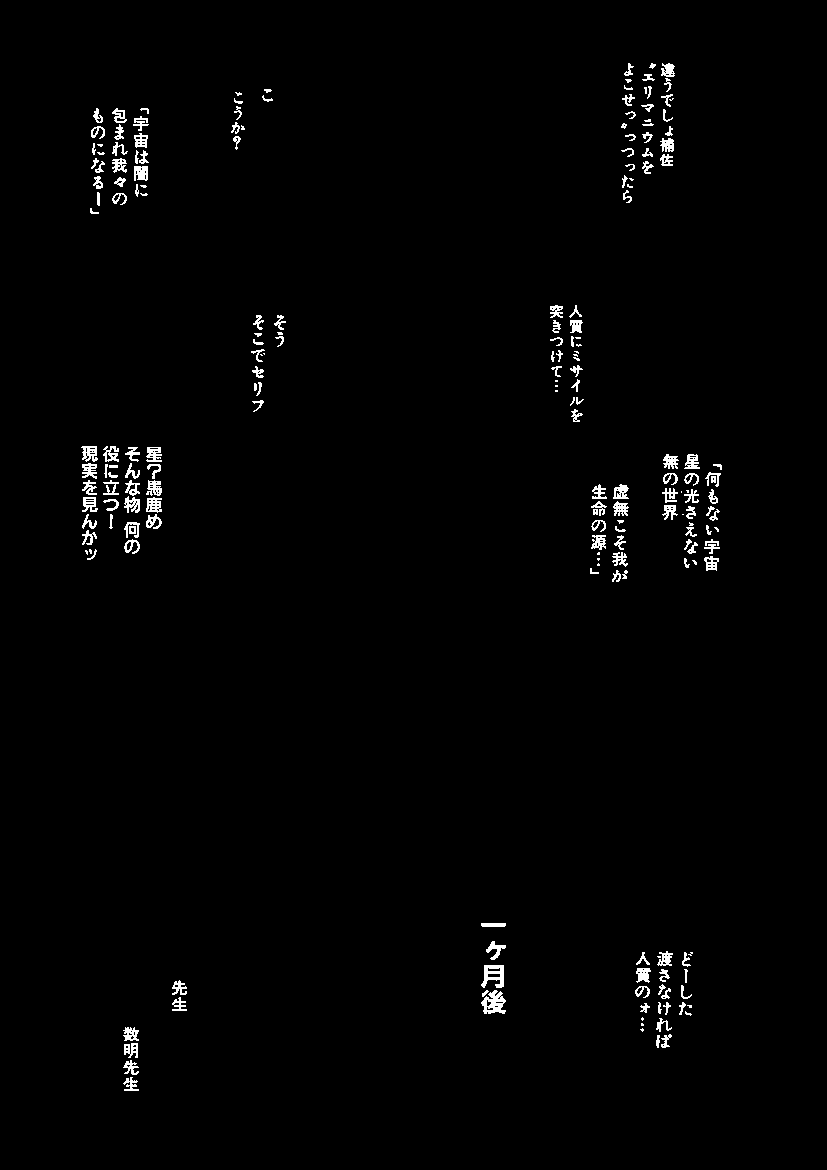 違うでしょ補佐
〝エリマニウムを
よこせっ〟っつったら
こ
こうか?
「宇宙は闇に
包まれ我々の
ものになるー」
人質にミサイルを
突きつけて…
そう
そこでセリフ
「何もない宇宙
星の光さえない
無の世界
虚無こそ我が
生命の源…」
星?馬鹿め
そんな物 何の
役に立つー
現実を見んかッ
どーした
渡さなければ
人質のォ…
一ヶ月後
先生
数明先生